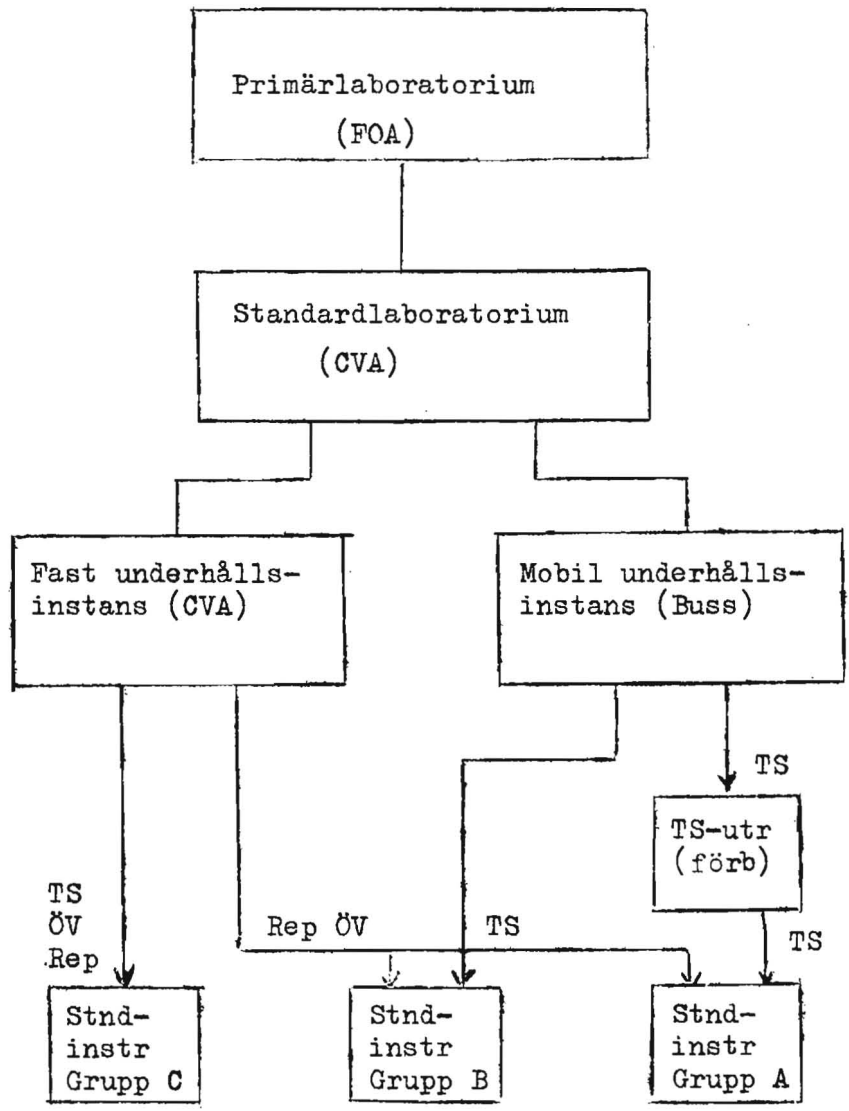 Primärlaboratorium
(FOA)
Standardlaboratorium
(CVA)
Fast underhålls-
instans (CVA)
Mobil underhålls-
instans (Buss)
TS
TS-utr
(förb)
TS
ÖV
Rep
Rep ÖV
TS
TS
Stnd-
instr
Grupp C
Stnd-
instr
Grupp B
Stnd-
instr
Grupp A